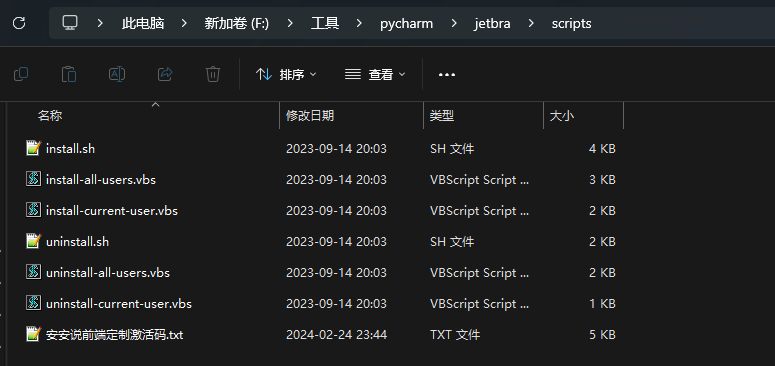 此电脑 新加卷 (F:) 工具 pycharm jetbra scripts
排序 查看
名称 修改日期 类型 大小
install.sh 2023-09-14 20:03 SH 文件 4 KB
install-all-users.vbs 2023-09-14 20:03 VBScript Script ... 3 KB
install-current-user.vbs 2023-09-14 20:03 VBScript Script ... 2 KB
uninstall.sh 2023-09-14 20:03 SH 文件 2 KB
uninstall-all-users.vbs 2023-09-14 20:03 VBScript Script ... 2 KB
uninstall-current-user.vbs 2023-09-14 20:03 VBScript Script ... 1 KB
安安说前端定制激活码.txt 2024-02-24 23:44 TXT 文件 5 KB